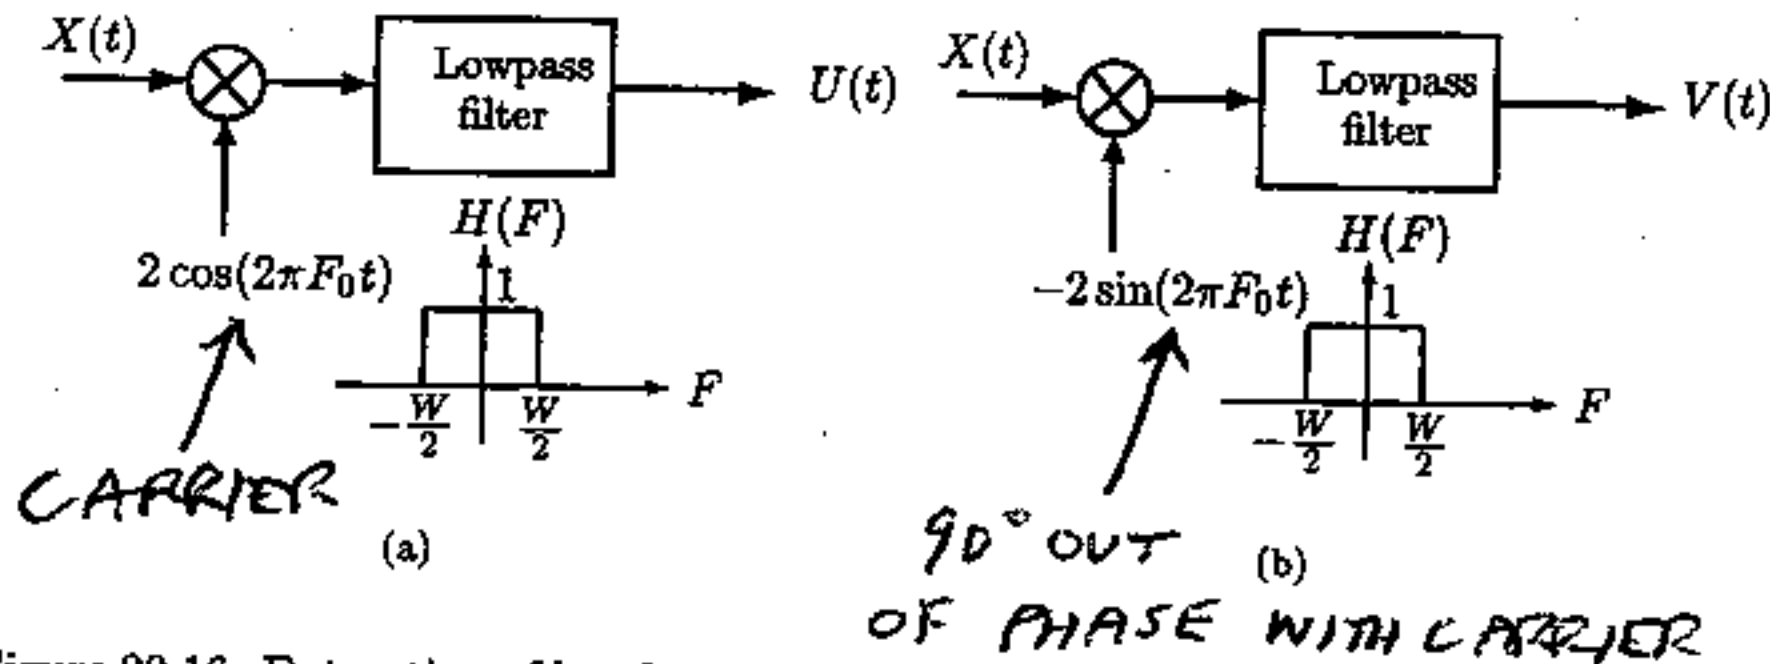 X(t)
Lowpass
filter
U(t)
2 cos(2πF₀t)
H(F)
1
F
-W/2
W/2
CARRIER
(a)
X(t)
Lowpass
filter
V(t)
-2 sin(2πF₀t)
H(F)
1
F
-W/2
W/2
90° OUT
(b)
OF PHASE WITH CARRIER